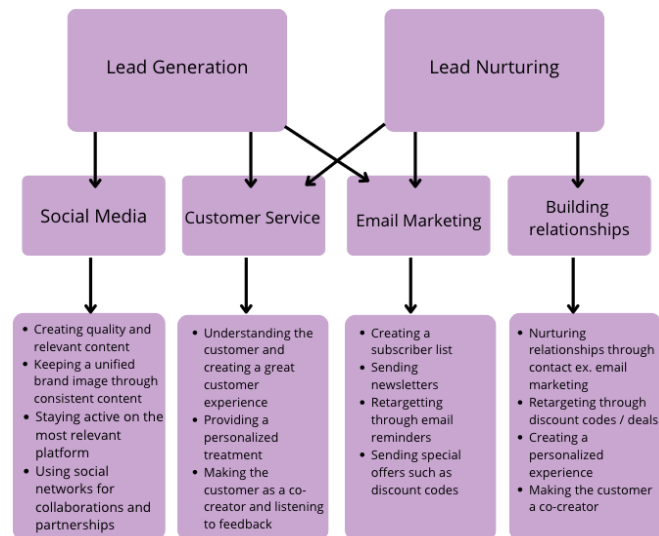 Lead Generation
Lead Nurturing
Social Media
Customer Service
Email Marketing
Building
relationships
• Creating quality and
relevant content
• Keeping a unified
brand image through
consistent content
• Staying active on the
most relevant
platform
• Using social
networks for
collaborations and
partnerships
• Understanding the
customer and
creating a great
customer
experience
• Providing a
personalized
treatment
• Making the
customer as a co-
creator and listening
to feedback
• Creating a
subscriber list
• Sending
newsletters
• Retargetting
through email
reminders
• Sending special
offers such as
discount codes
• Nurturing
relationships through
contact ex. email
marketing
• Retargeting through
discount codes / deals
• Creating a
personalized
experience
• Making the customer
a co-creator